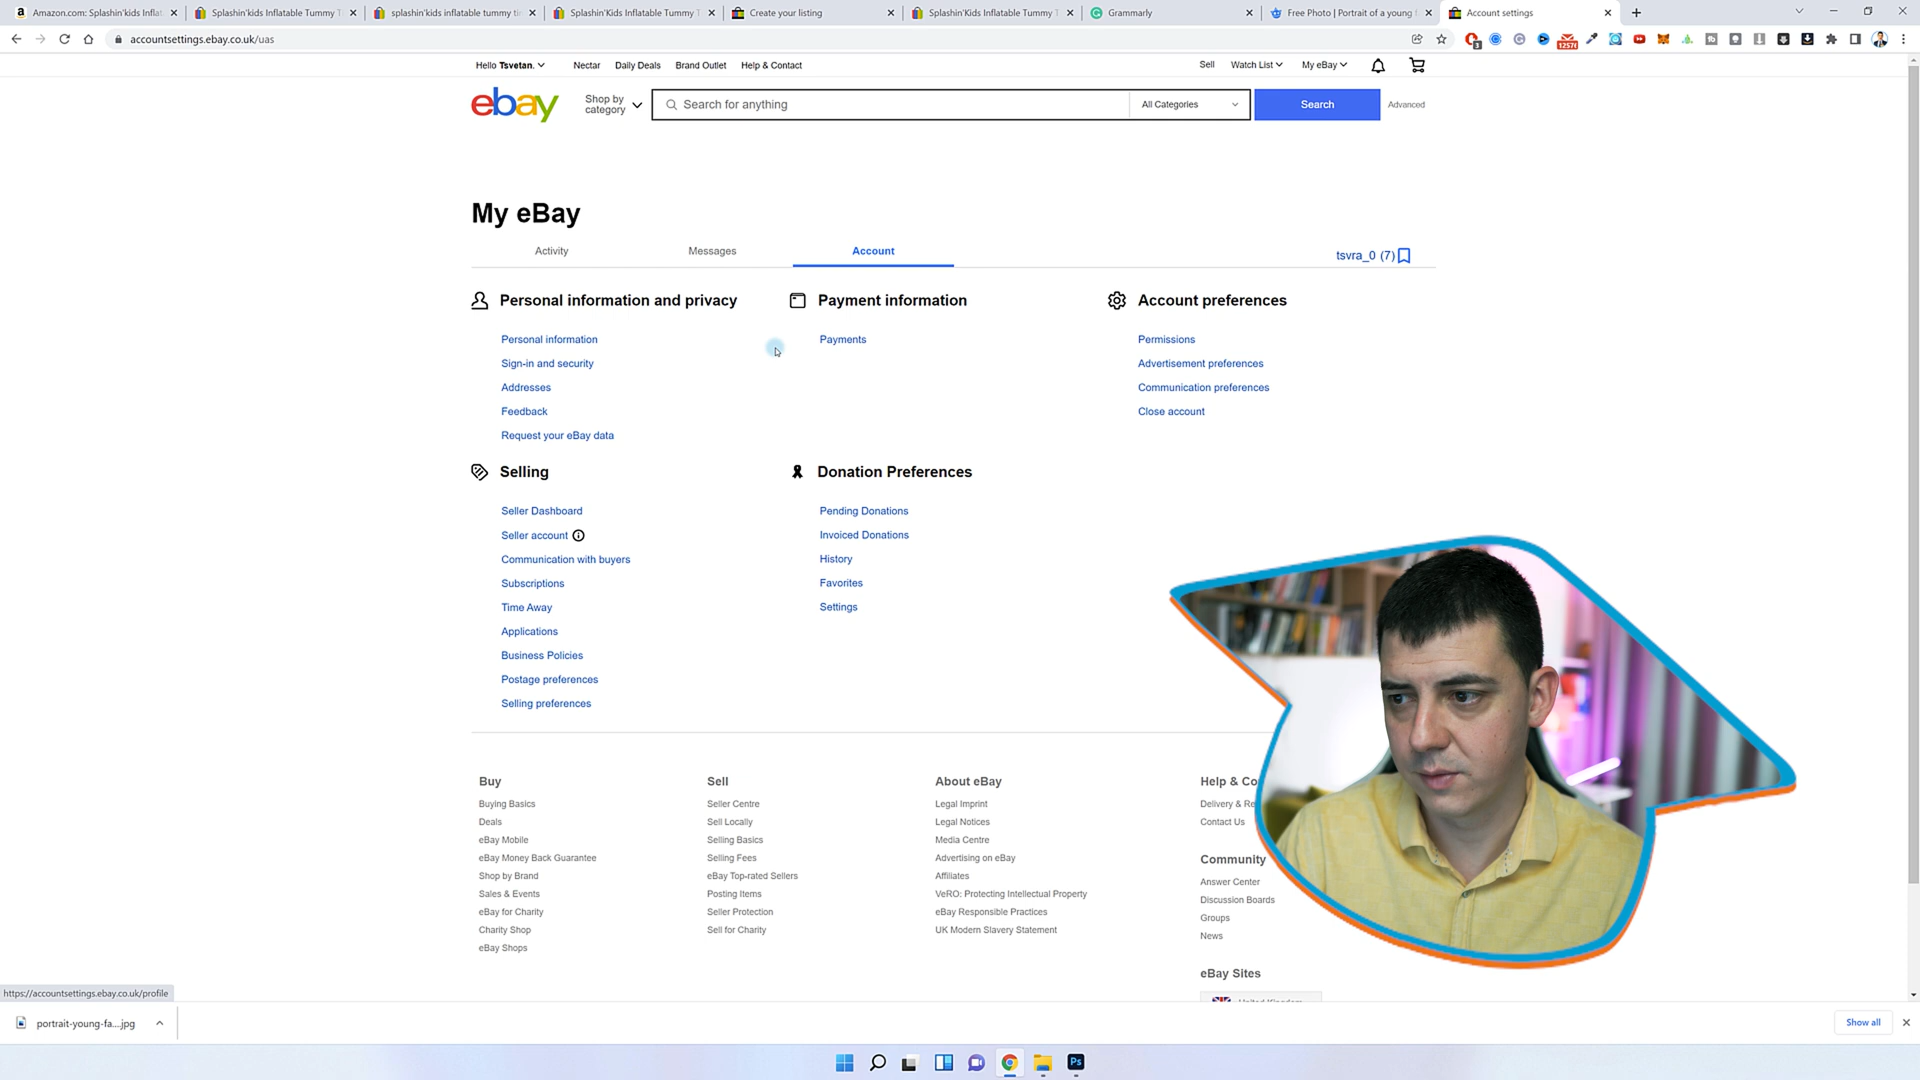 Amazon.com: Splashin'kids Inflat
Splashin'Kids Inflatable Tummy T
splashin'kids inflatable tummy ti
Splashin'Kids Inflatable Tummy T
Create your listing
Splashin'Kids Inflatable Tummy T
Grammarly
Free Photo | Portrait of a young f
Account settings
accountsettings.ebay.co.uk/uas
3
12574
Hello Tsvetan.
Nectar
Daily Deals
Brand Outlet
Help & Contact
Sell
Watch List
My eBay
ebay
Shop by
category
Search for anything
All Categories
Search
Advanced
My eBay
Activity
Messages
Account
tsvra_0 (7)
Personal information and privacy
Personal information
Sign-in and security
Addresses
Feedback
Request your eBay data
Payment information
Payments
Account preferences
Permissions
Advertisement preferences
Communication preferences
Close account
Selling
Seller Dashboard
Seller account
Communication with buyers
Subscriptions
Time Away
Applications
Business Policies
Postage preferences
Selling preferences
Donation Preferences
Pending Donations
Invoiced Donations
History
Favorites
Settings
Buy
Buying Basics
Deals
eBay Mobile
eBay Money Back Guarantee
Shop by Brand
Sales & Events
eBay for Charity
Charity Shop
eBay Shops
Sell
Seller Centre
Sell Locally
Selling Basics
Selling Fees
eBay Top-rated Sellers
Posting Items
Seller Protection
Sell for Charity
About eBay
Legal Imprint
Legal Notices
Media Centre
Advertising on eBay
Affiliates
VeRO: Protecting Intellectual Property
eBay Responsible Practices
UK Modern Slavery Statement
Help & Co
Delivery & Re
Contact Us
Community
Answer Center
Discussion Boards
Groups
News
eBay Sites
United Kingdom
https://accountsettings.ebay.co.uk/profile
portrait-young-fa....jpg
Show all
Ps